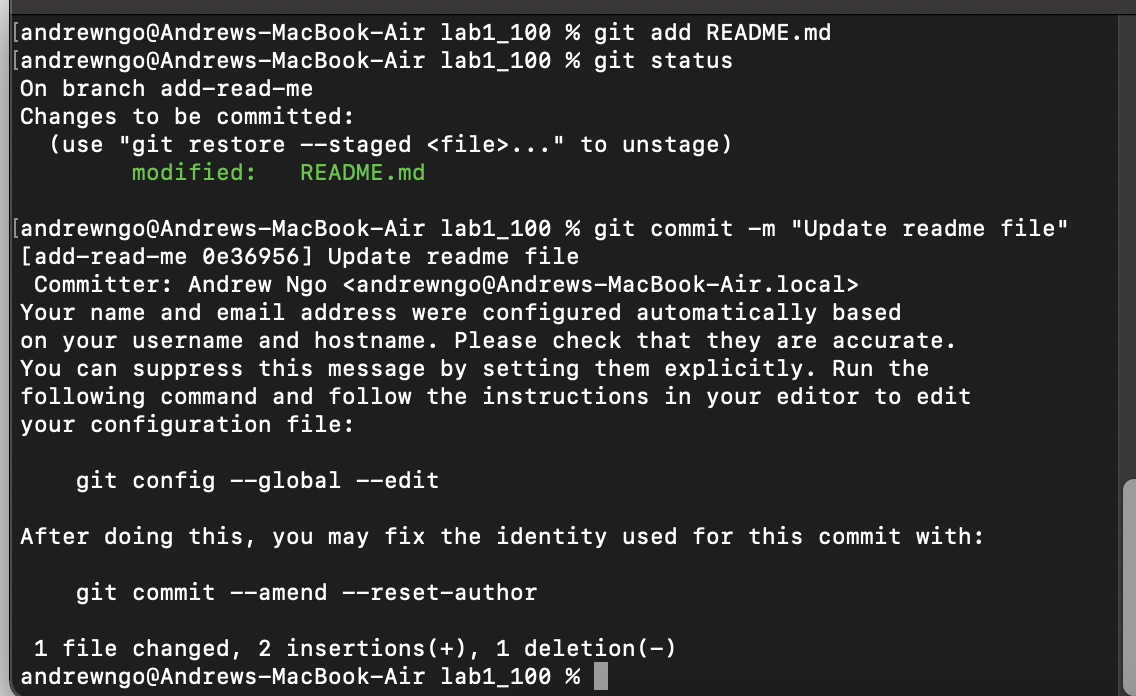 [andrewngo@Andrews-MacBook-Air lab1_100 % git add README.md
[andrewngo@Andrews-MacBook-Air lab1_100 % git status
On branch add-read-me
Changes to be committed:
  (use "git restore --staged <file>..." to unstage)
        modified:   README.md

[andrewngo@Andrews-MacBook-Air lab1_100 % git commit -m "Update readme file"
[add-read-me 0e36956] Update readme file
 Committer: Andrew Ngo <andrewngo@Andrews-MacBook-Air.local>
Your name and email address were configured automatically based
on your username and hostname. Please check that they are accurate.
You can suppress this message by setting them explicitly. Run the
following command and follow the instructions in your editor to edit
your configuration file:

    git config --global --edit

After doing this, you may fix the identity used for this commit with:

    git commit --amend --reset-author

 1 file changed, 2 insertions(+), 1 deletion(-)
andrewngo@Andrews-MacBook-Air lab1_100 %